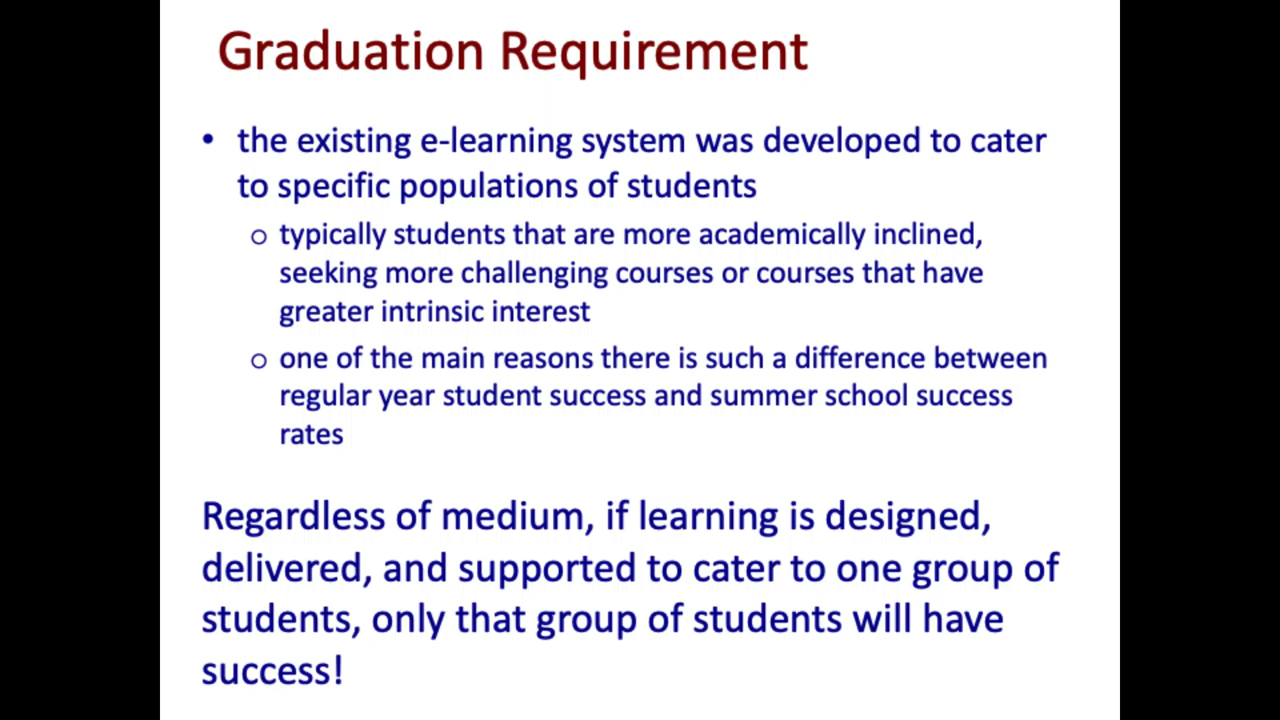 Graduation Requirement
• the existing e-learning system was developed to cater
to specific populations of students
o typically students that are more academically inclined,
seeking more challenging courses or courses that have
greater intrinsic interest
o one of the main reasons there is such a difference between
regular year student success and summer school success
rates
Regardless of medium, if learning is designed,
delivered, and supported to cater to one group of
students, only that group of students will have
success!